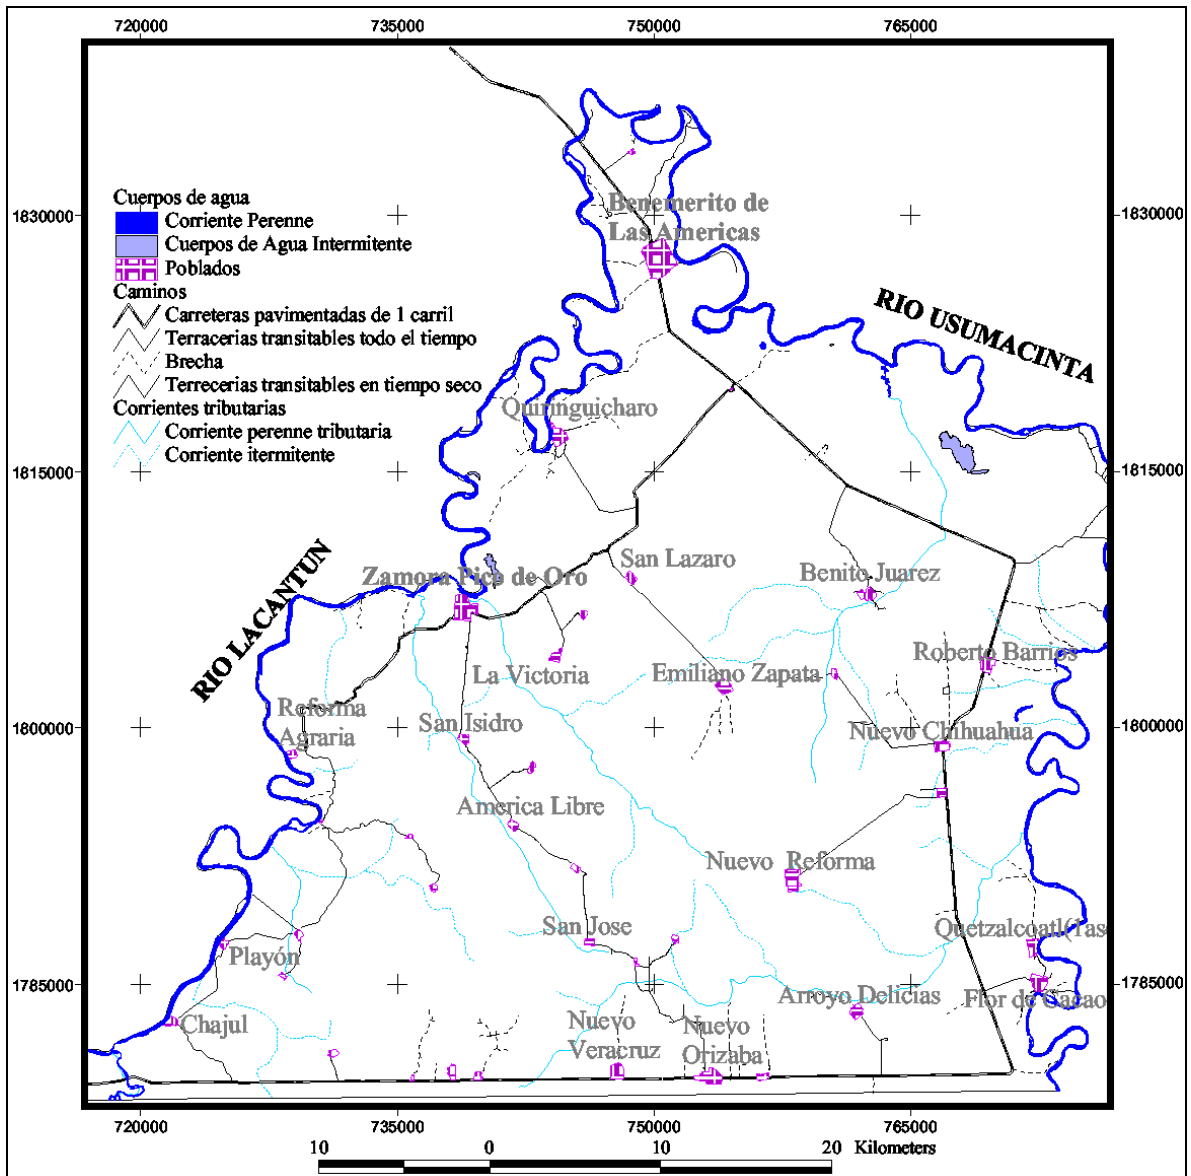 720000 735000 750000 765000
1830000 1830000
1815000 1815000
1800000 1800000
1785000 1785000
Cuerpos de agua
Corriente Perenne
Cuerpos de Agua Intermitente
Poblados
Caminos
Carreteras pavimentadas de 1 carril
Terracerias transitables todo el tiempo
Brecha
Terrecerias transitables en tiempo seco
Corrientes tributarias
Corriente perenne tributaria
Corriente itermitente
Benemerito de
Las Americas
RIO USUMACINTA
Quiringuicharo
RIO LACANTUN
Zamora Pico de Oro
San Lazaro
Benito Juarez
La Victoria
Emiliano Zapata
Roberto Barrios
Reforma
Agraria
San Isidro
Nuevo Chihuahua
America Libre
Nuevo Reforma
San Jose
Quetzalcoatl(1as
Playón
Arroyo Delicias
Flor de Cacao
Chajul
Nuevo
Veracruz
Nuevo
Orizaba
720000 735000 750000 765000
10 0 10 20 Kilometers